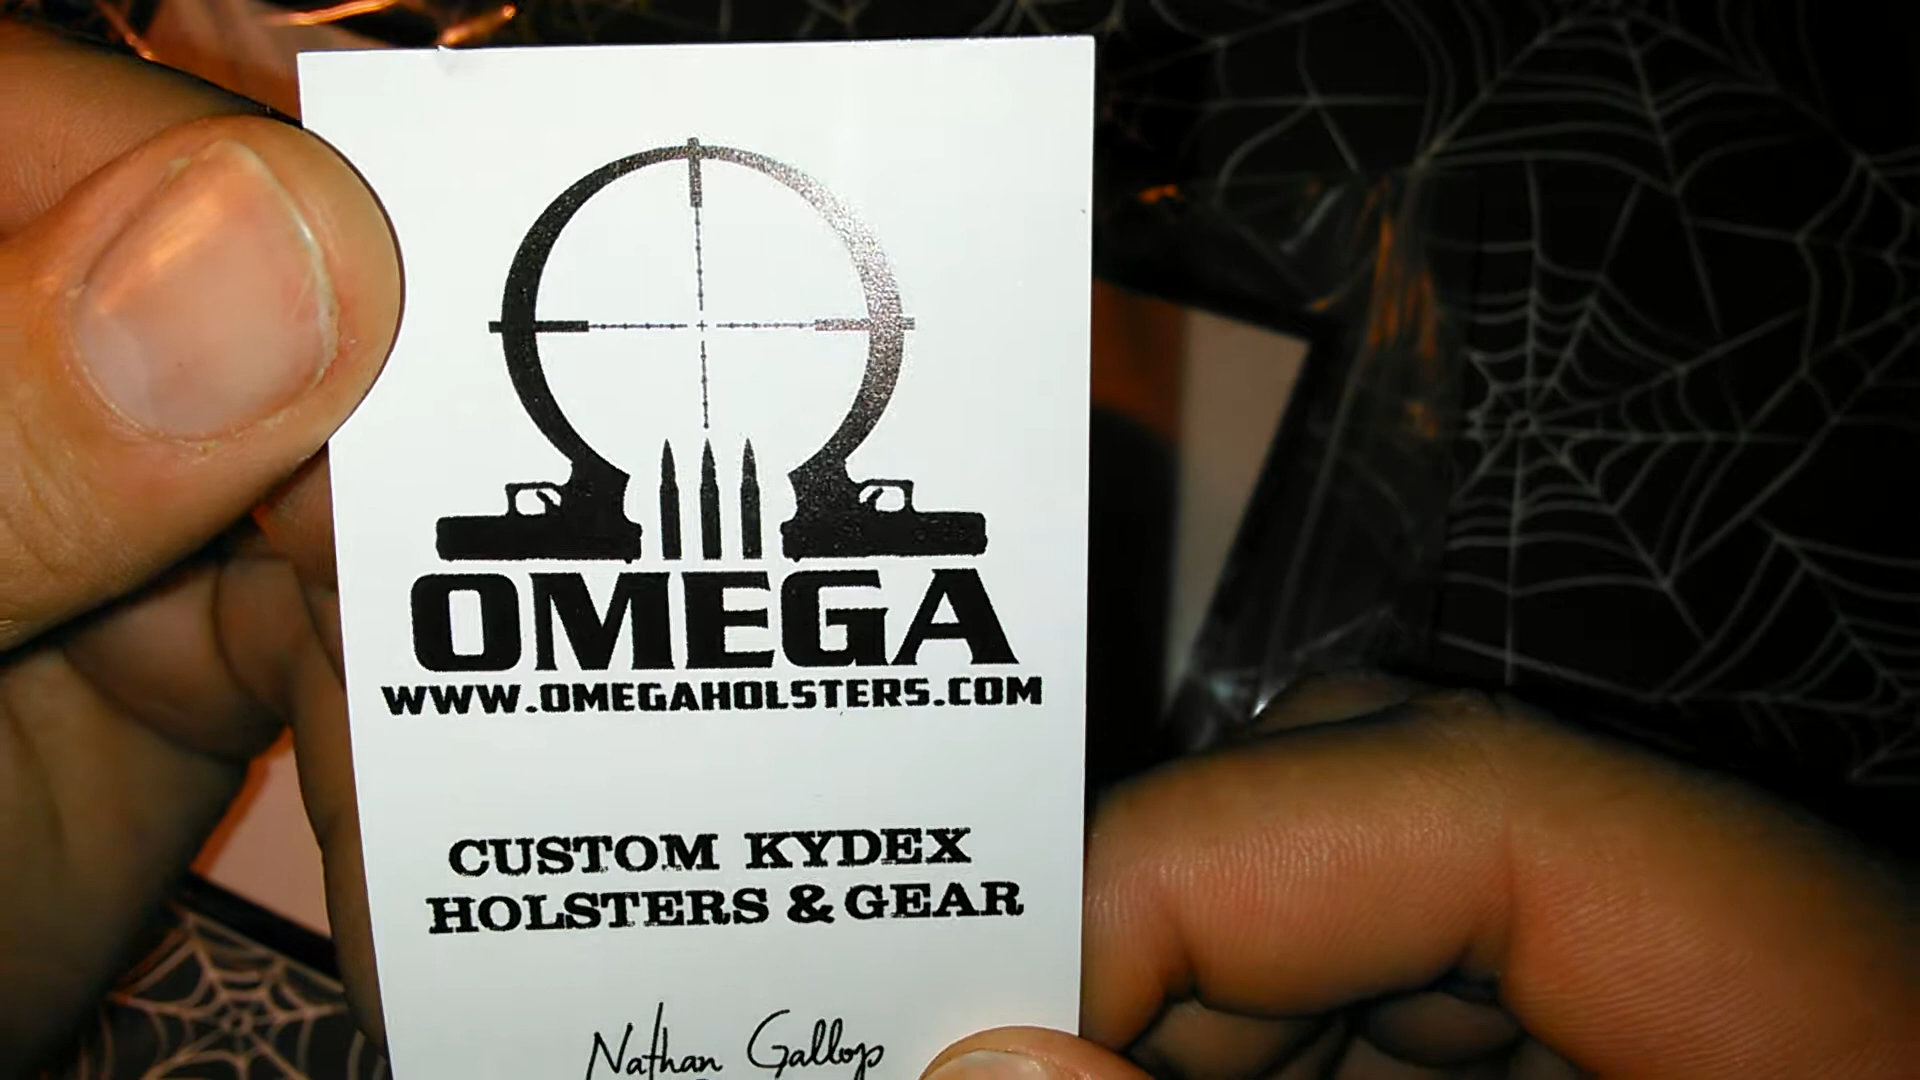 OMEGA
WWW.OMEGAHOLSTERS.COM
CUSTOM KYDEX
HOLSTERS & GEAR
Nathan Gallop